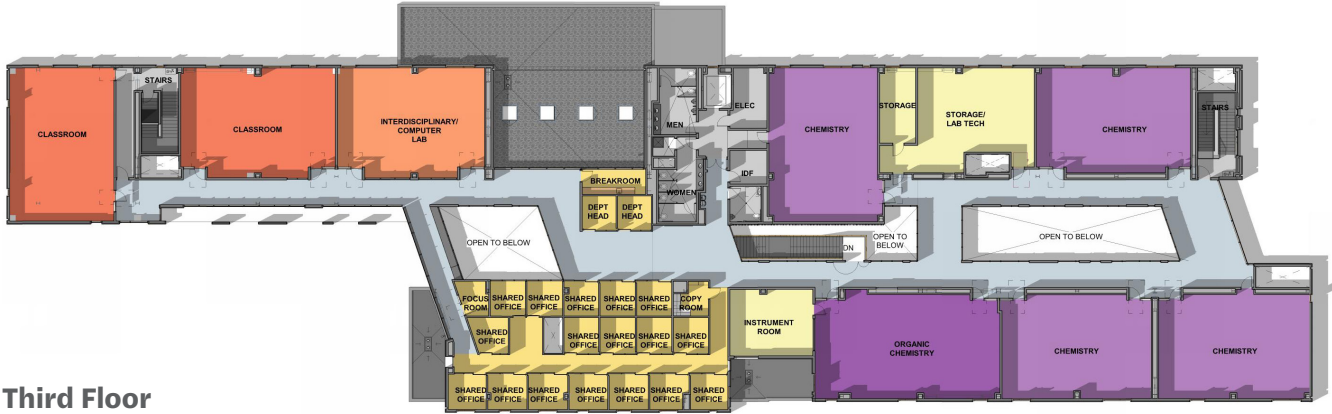 STAIRS
CLASSROOM
CLASSROOM
INTERDISCIPLINARY/
COMPUTER
LAB
MEN
ELEC
CHEMISTRY
STORAGE
STORAGE/
LAB TECH
CHEMISTRY
STAIRS
BREAKROOM
DEPT
HEAD
DEPT
HEAD
WOMEN
IDF
OPEN TO BELOW
DN
OPEN TO
BELOW
OPEN TO BELOW
FOCUS
ROOM
SHARED
OFFICE
SHARED
OFFICE
SHARED
OFFICE
SHARED
OFFICE
SHARED
OFFICE
COPY
ROOM
SHARED
OFFICE
SHARED
OFFICE
SHARED
OFFICE
SHARED
OFFICE
SHARED
OFFICE
INSTRUMENT
ROOM
ORGANIC
CHEMISTRY
CHEMISTRY
CHEMISTRY
SHARED
OFFICE
SHARED
OFFICE
SHARED
OFFICE
SHARED
OFFICE
SHARED
OFFICE
SHARED
OFFICE
SHARED
OFFICE
Third Floor